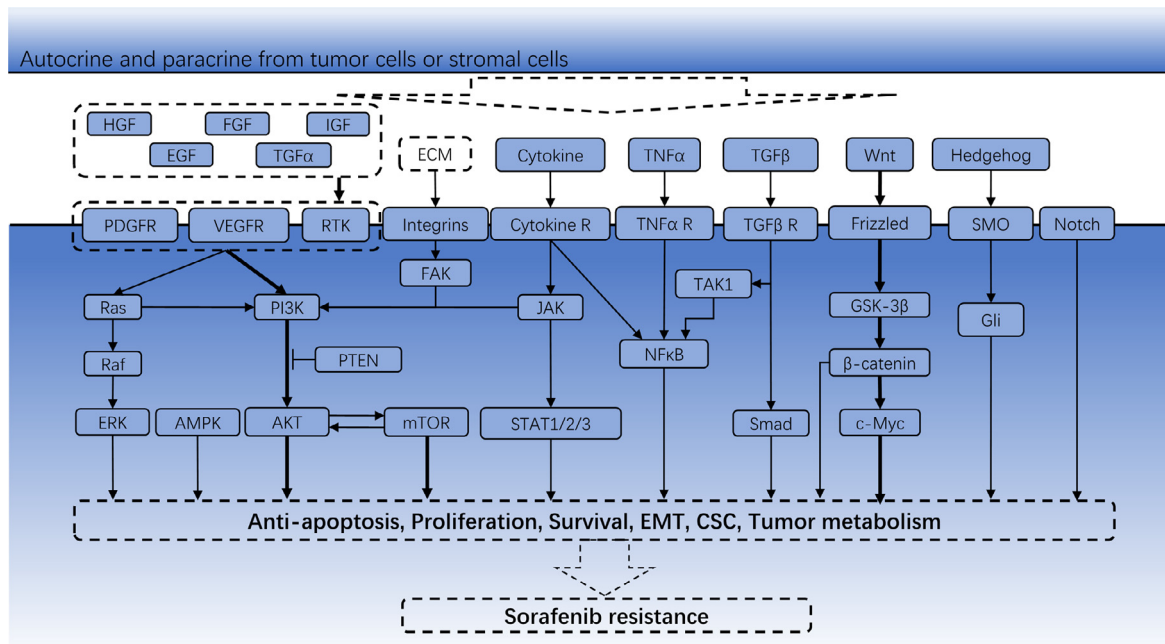 Autocrine and paracrine from tumor cells or stromal cells
HGF
FGF
IGF
EGF
TGFα
ECM
Cytokine
TNFα
TGFβ
Wnt
Hedgehog
PDGFR
VEGFR
RTK
Integrins
Cytokine R
TNFα R
TGFβ R
Frizzled
SMO
Notch
FAK
TAK1
Ras
PI3K
JAK
GSK-3β
Gli
Raf
PTEN
NFκB
β-catenin
ERK
AMPK
AKT
mTOR
STAT1/2/3
Smad
c-Myc
Anti-apoptosis, Proliferation, Survival, EMT, CSC, Tumor metabolism
Sorafenib resistance